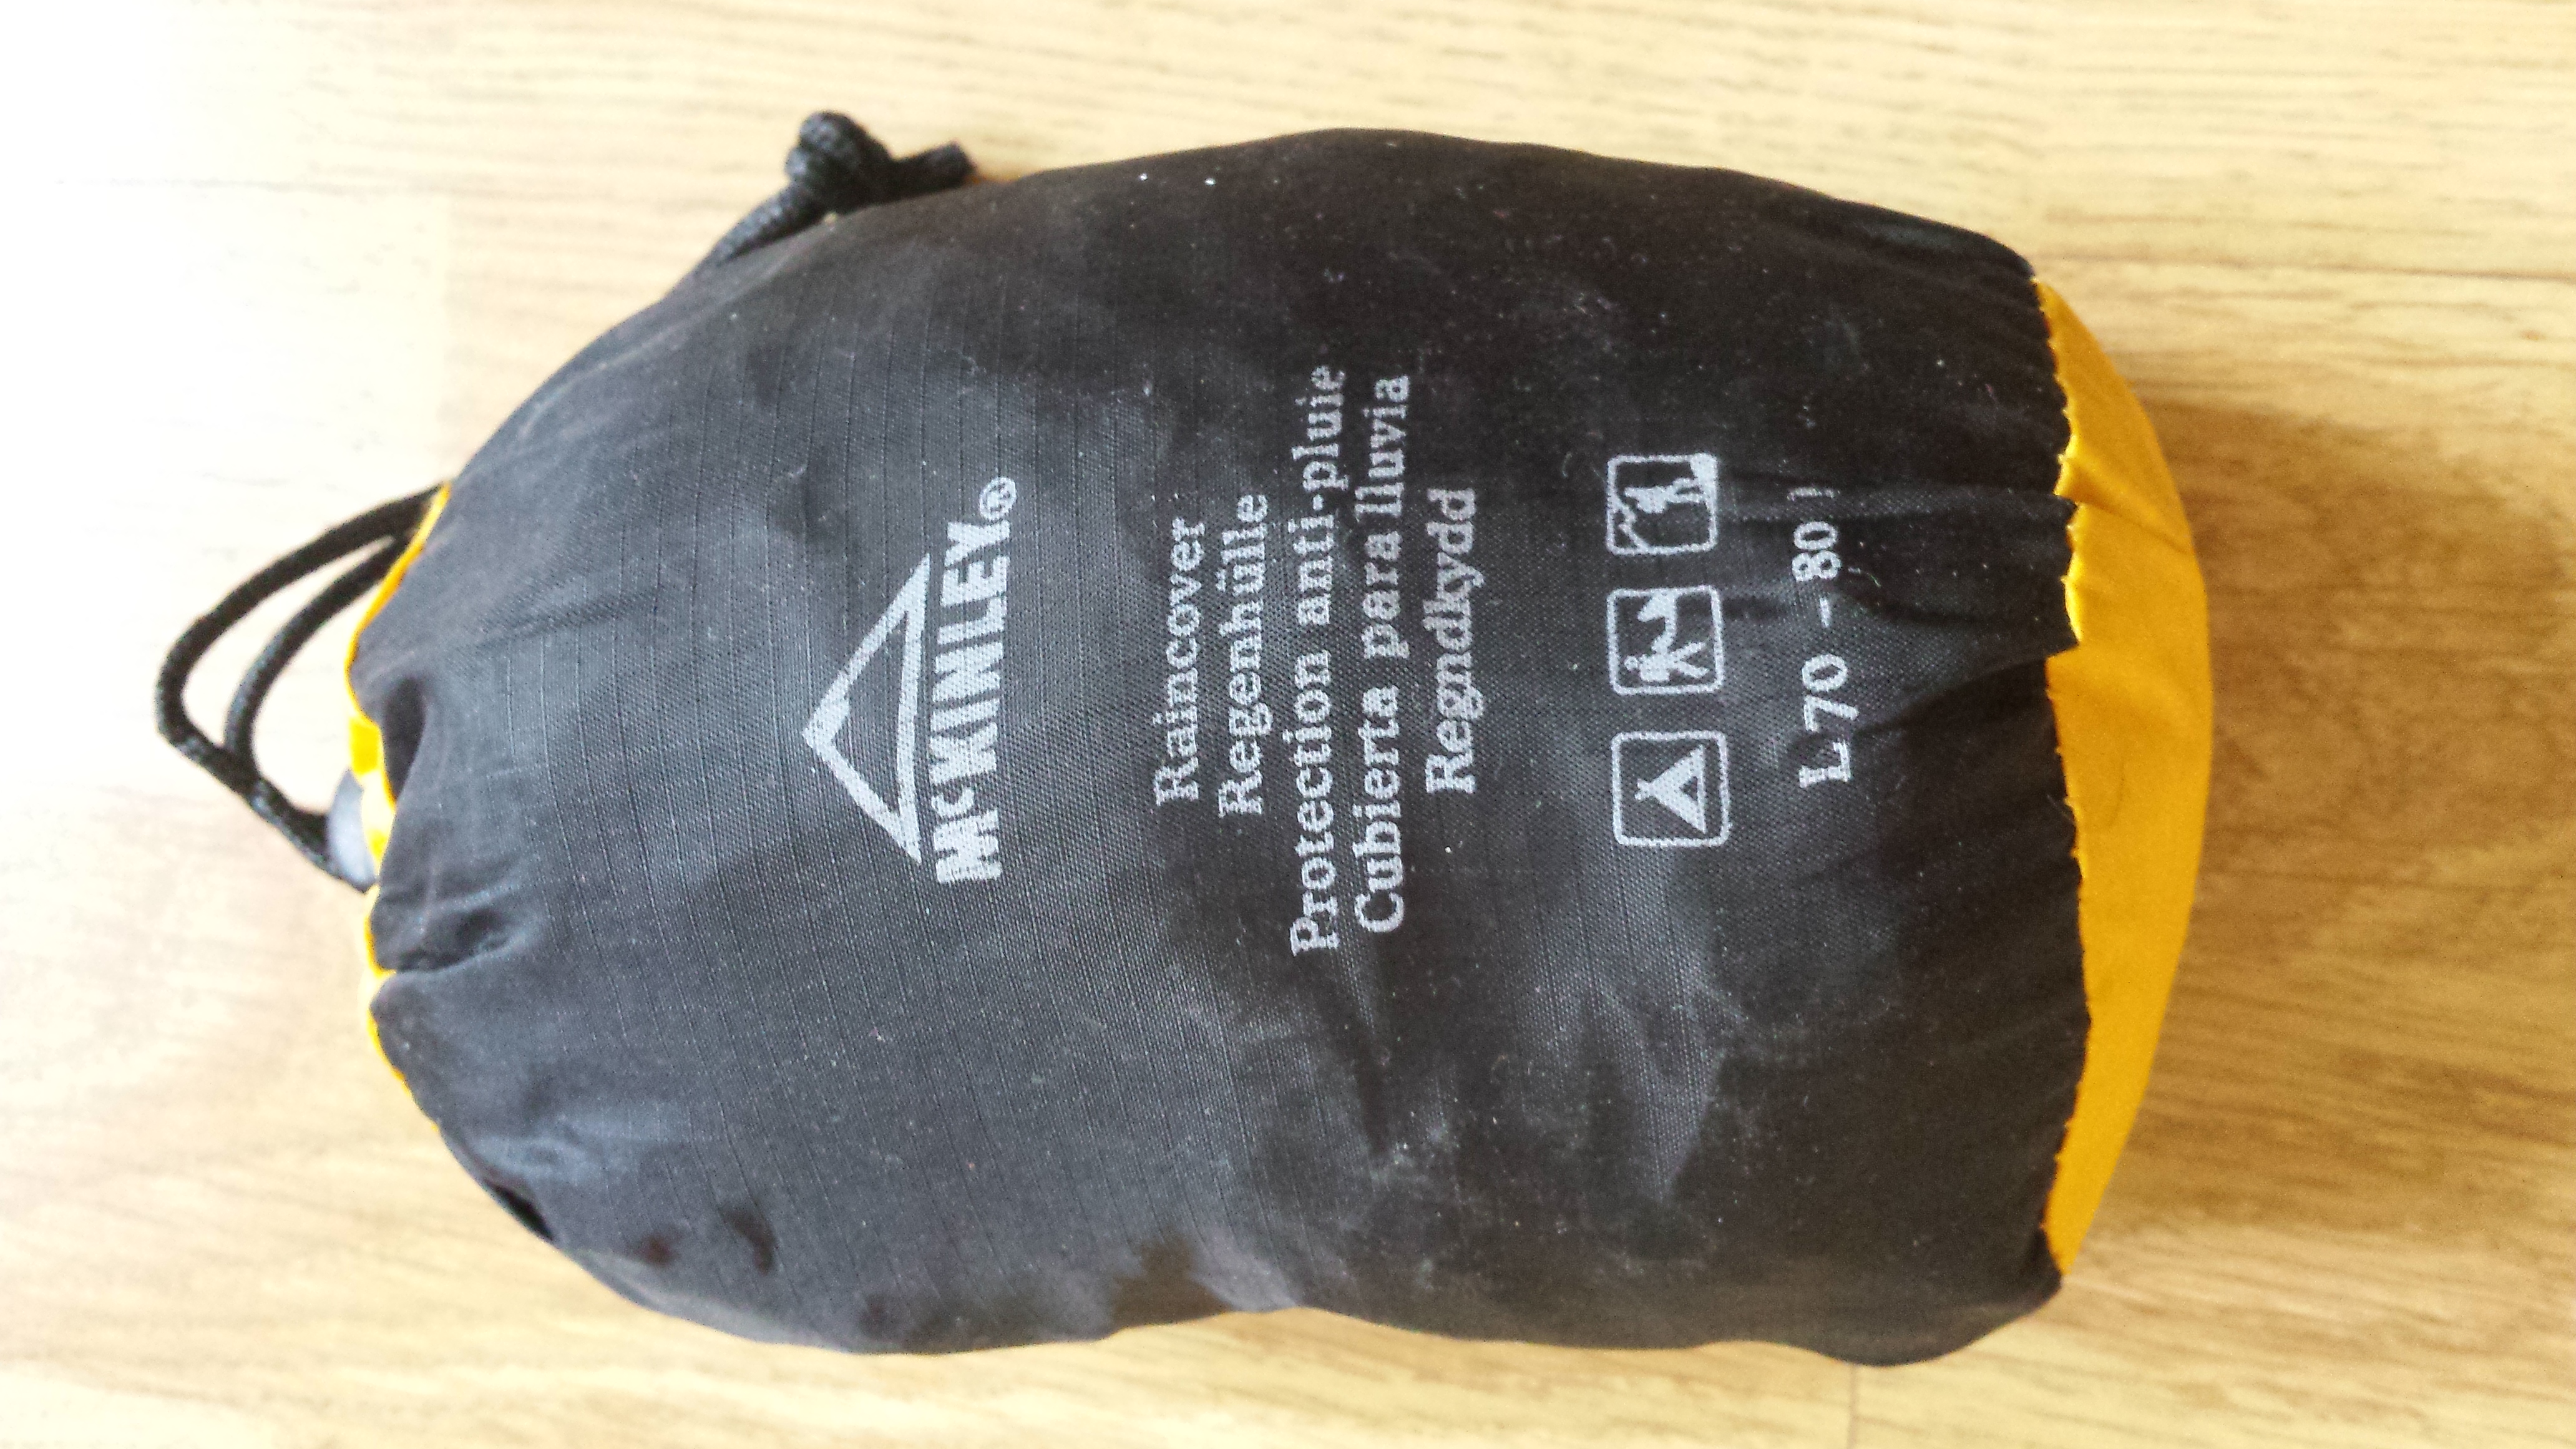 McKINLEY®
Raincover
Regenhülle
Protection anti-pluie
Cubierta para lluvia
Regndkydd
L 70 - 80 l